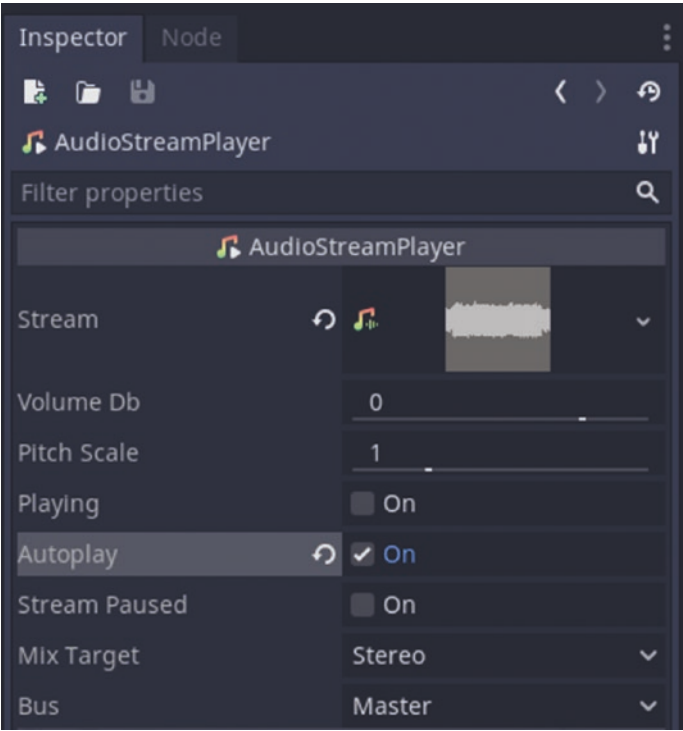 Inspector Node
AudioStreamPlayer
Filter properties
AudioStreamPlayer
Stream
Volume Db 0
Pitch Scale 1
Playing On
Autoplay On
Stream Paused On
Mix Target Stereo
Bus Master